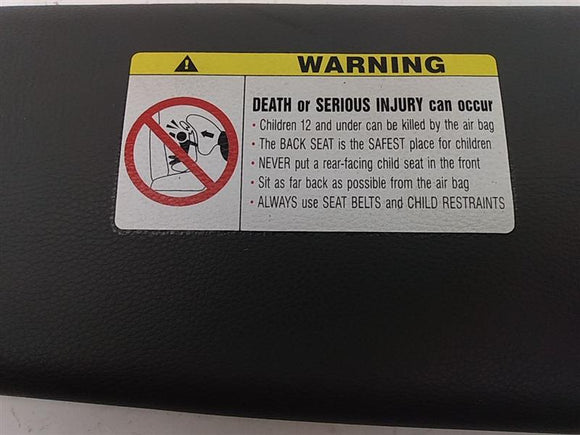 WARNING
DEATH or SERIOUS INJURY can occur
• Children 12 and under can be killed by the air bag
• The BACK SEAT is the SAFEST place for children
• NEVER put a rear-facing child seat in the front
• Sit as far back as possible from the air bag
• ALWAYS use SEAT BELTS and CHILD RESTRAINTS